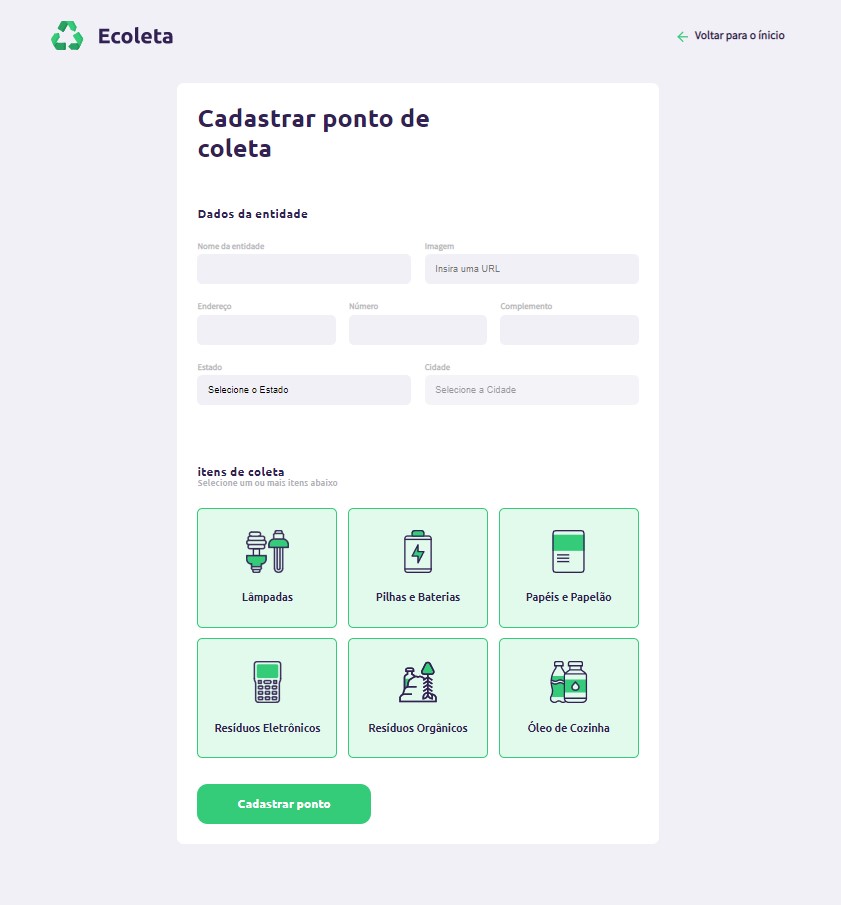 Ecoleta
Voltar para o ínicio
Cadastrar ponto de
coleta
Dados da entidade
Nome da entidade
Imagem
Insira uma URL
Endereço
Número
Complemento
Estado
Cidade
Selecione o Estado
Selecione a Cidade
itens de coleta
Selecione um ou mais itens abaixo
Lâmpadas
Pilhas e Baterias
Papéis e Papelão
Resíduos Eletrônicos
Resíduos Orgânicos
Óleo de Cozinha
Cadastrar ponto